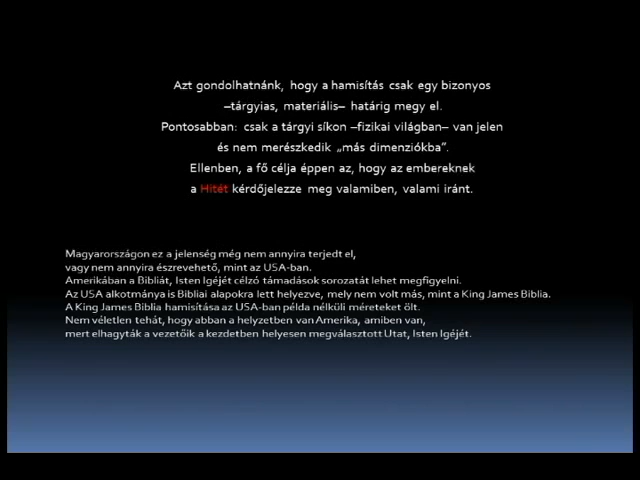 Azt gondolhatnánk, hogy a hamisítás csak egy bizonyos
–tárgyias, materiális– határig megy el.
Pontosabban: csak a tárgyi síkon –fizikai világban– van jelen
és nem merészkedik „más dimenziókba”.
Ellenben, a fő célja éppen az, hogy az embereknek
a Hitét kérdőjelezze meg valamiben, valami iránt.
Magyarországon ez a jelenség még nem annyira terjedt el,
vagy nem annyira észrevehető, mint az USA-ban.
Amerikában a Bibliát, Isten Igéjét célzó támadások sorozatát lehet megfigyelni.
Az USA alkotmánya is Bibliai alapokra lett helyezve, mely nem volt más, mint a King James Biblia.
A King James Biblia hamisítása az USA-ban példa nélküli méreteket ölt.
Nem véletlen tehát, hogy abban a helyzetben van Amerika, amiben van,
mert elhagyták a vezetőik a kezdetben helyesen megválasztott Utat, Isten Igéjét.